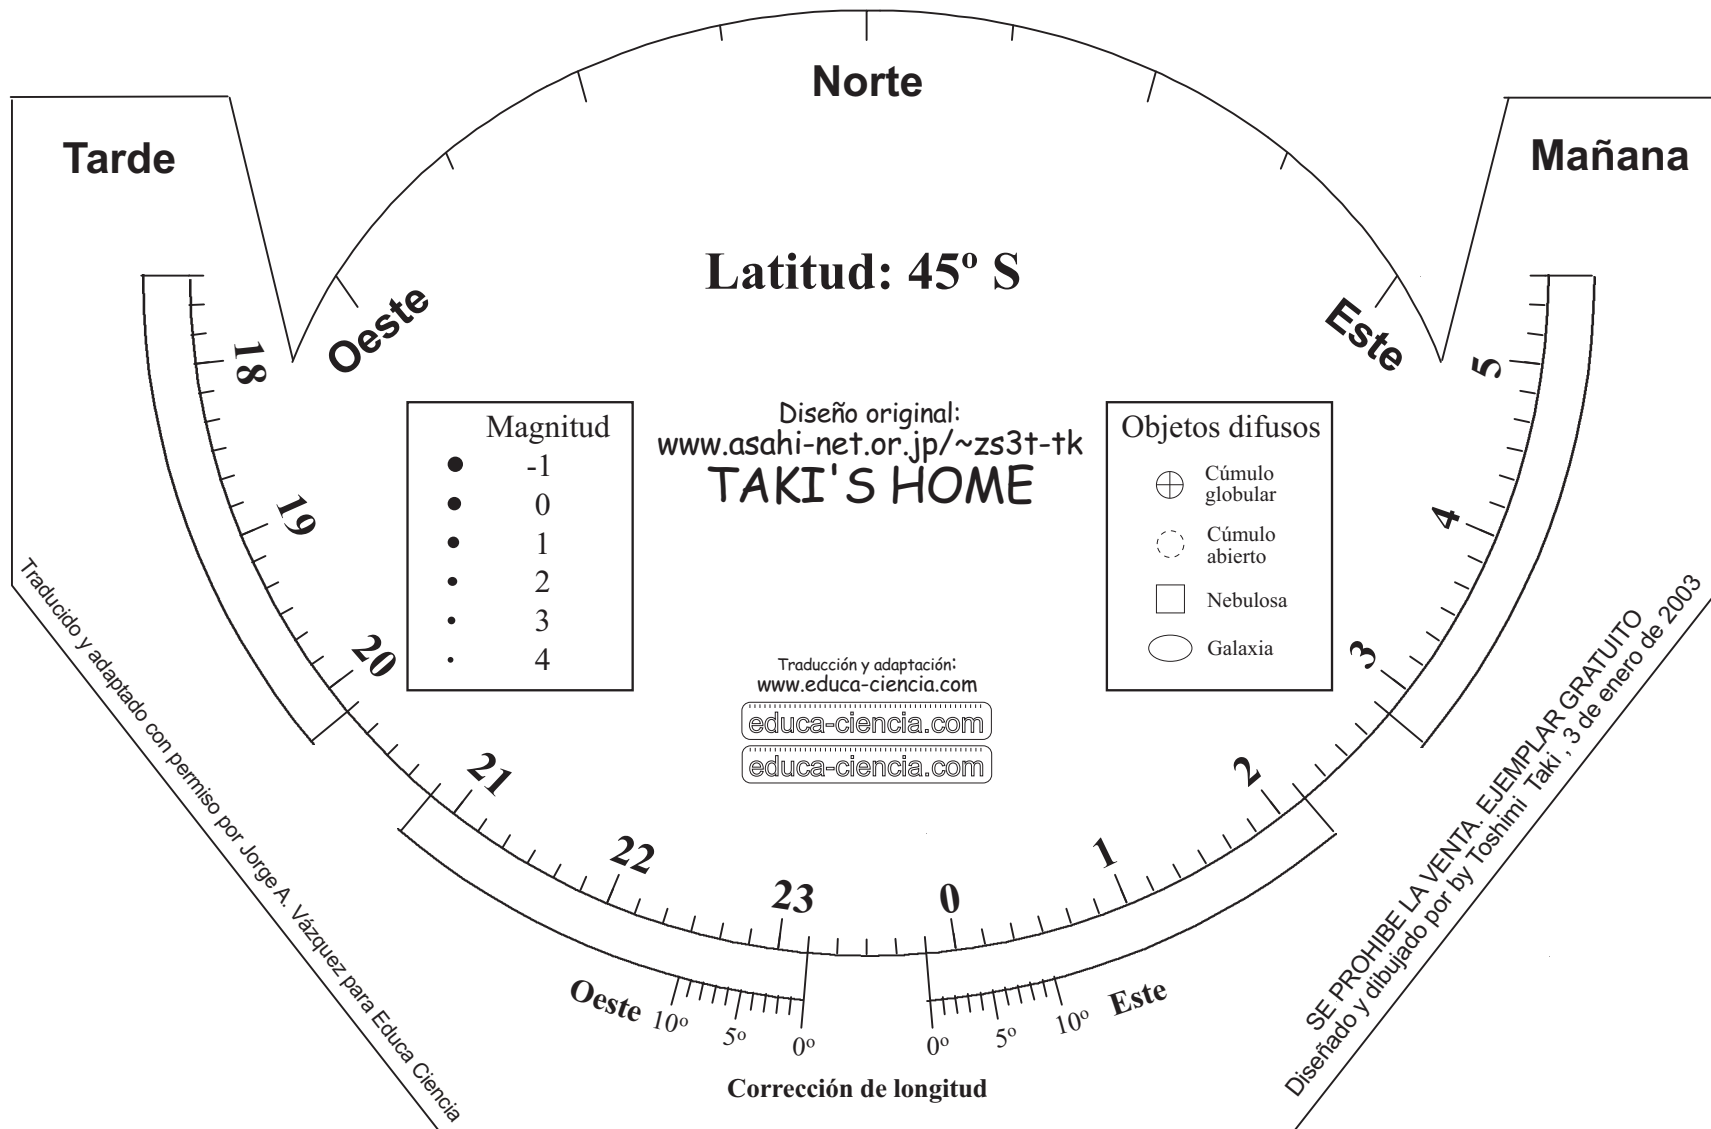 Norte
Tarde
Mañana
Latitud: 45º S
Oeste
Este
18
19
20
21
22
23
0
1
2
3
4
5
Magnitud
-1
0
1
2
3
4
Diseño original:
www.asahi-net.or.jp/~zs3t-tk
TAKI'S HOME
Objetos difusos
Cúmulo
globular
Cúmulo
abierto
Nebulosa
Galaxia
Traducción y adaptación:
www.educa-ciencia.com
educa-ciencia.com
educa-ciencia.com
Traducido y adaptado con permiso por Jorge A. Vázquez para Educa Ciencia
SE PROHIBE LA VENTA. EJEMPLAR GRATUITO
Diseñado y dibujado por by Toshimi Taki , 3 de enero de 2003
Oeste
10º
5º
0º
0º
5º
10º
Este
Corrección de longitud